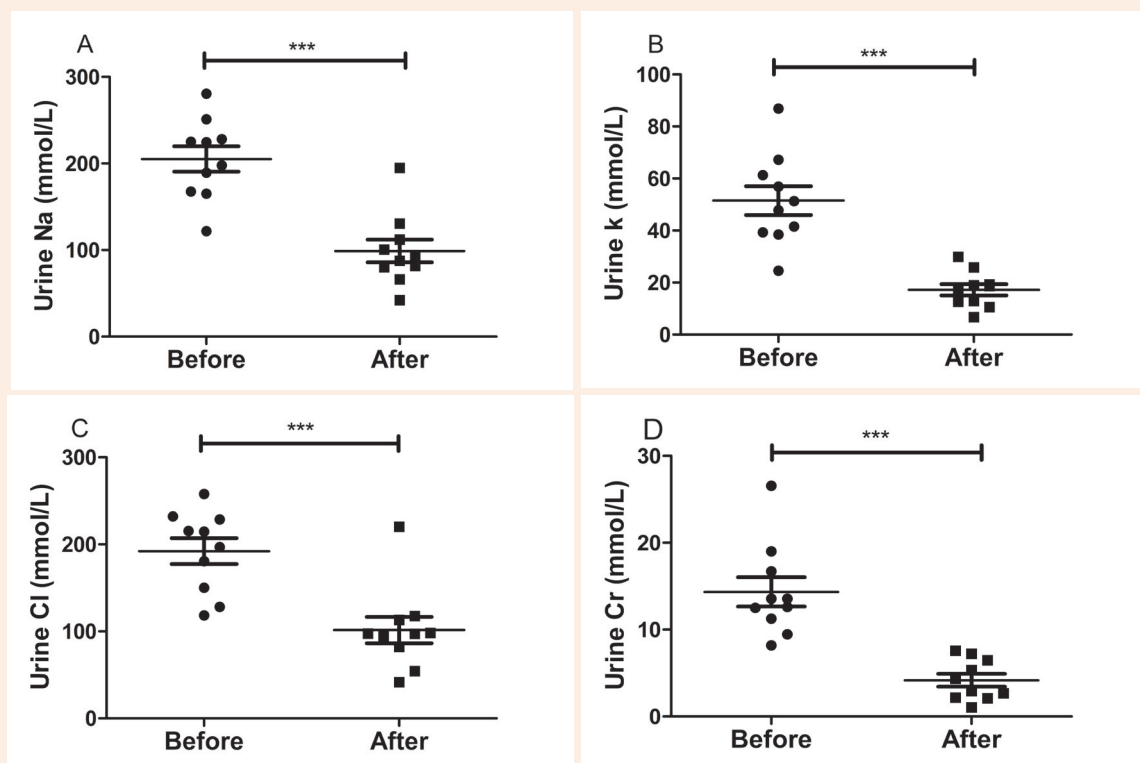 A
***
Urine Na (mmol/L)
300
200
100
0
Before
After
B
***
Urine k (mmol/L)
100
80
60
40
20
0
Before
After
C
***
Urine Cl (mmol/L)
300
200
100
0
Before
After
D
***
Urine Cr (mmol/L)
30
20
10
0
Before
After